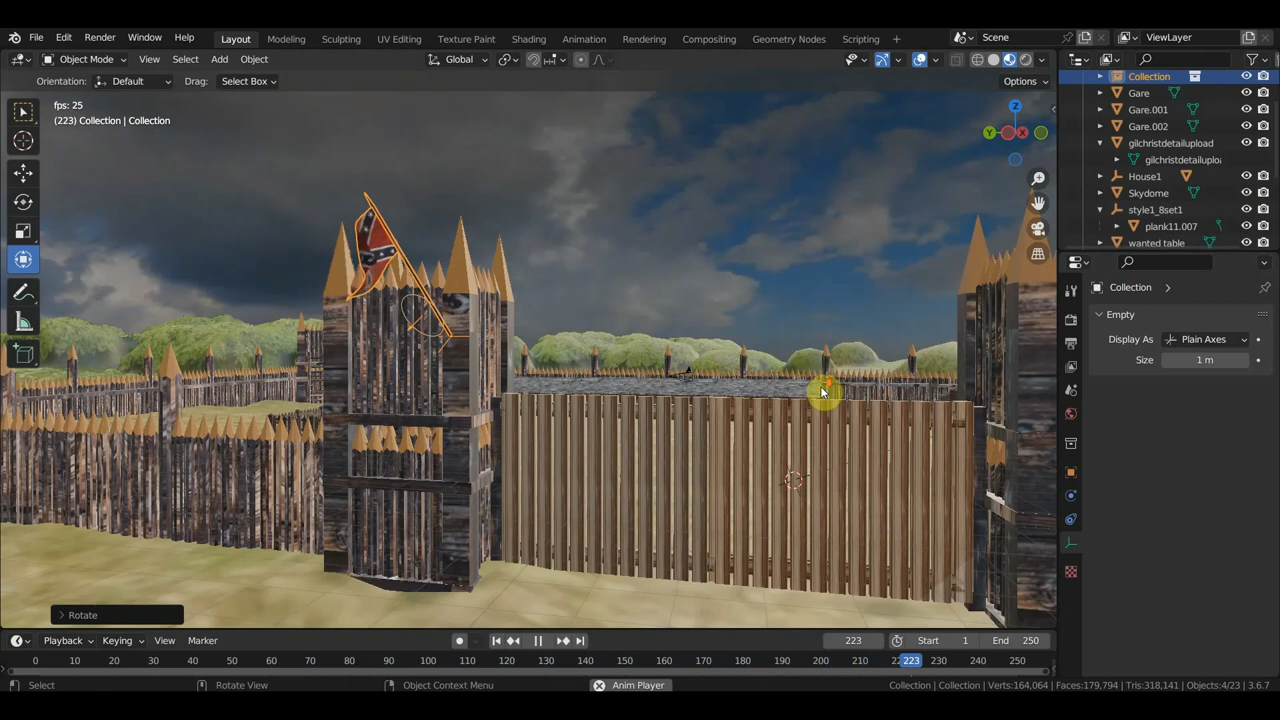 File Edit Render Window Help Layout Modeling Sculpting UV Editing Texture Paint Shading Animation Rendering Compositing Geometry Nodes Scripting + Scene ViewLayer
Object Mode View Select Add Object Global
Orientation: Default Drag: Select Box Options
fps: 25
(223) Collection | Collection
Z
Y X
Collection
Gare
Gare.001
Gare.002
gilchristdetailupload
gilchristdetailuploa
House1
Skydome
style1_8set1
plank11.007
wanted table
Collection
Empty
Display As Plain Axes
Size 1 m
Rotate
Playback Keying View Marker 223 Start 1 End 250
0 10 20 30 40 50 60 70 80 90 100 110 120 130 140 150 160 170 180 190 200 210 223 230 240 250
Select Rotate View Object Context Menu Anim Player Collection | Collection | Verts:164,064 | Faces:179,794 | Tris:318,141 | Objects:4/23 | 3.6.7